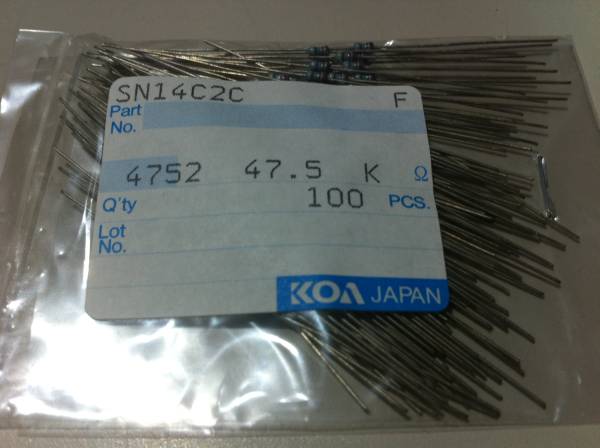 SN14C2C F
Part
No.
4752 47.5 K Ω
Q'ty 100 PCS.
Lot
No.
KOA JAPAN